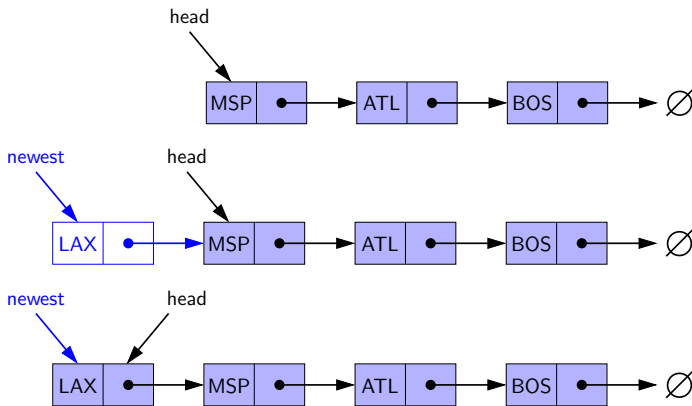 head
MSP ATL BOS ∅
newest head
LAX MSP ATL BOS ∅
newest head
LAX MSP ATL BOS ∅